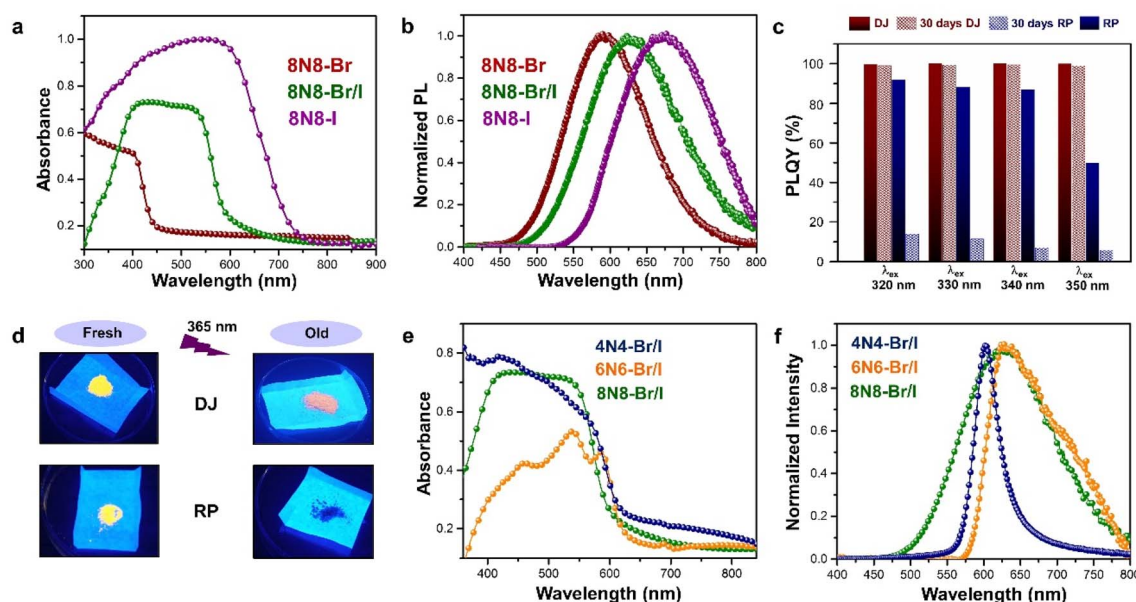 a
Absorbance
1.0
0.8
0.6
0.4
0.2
8N8-Br
8N8-Br/I
8N8-I
300 400 500 600 700 800 900
Wavelength (nm)
b
Normalized PL
1.0
0.8
0.6
0.4
0.2
0.0
8N8-Br
8N8-Br/I
8N8-I
400 450 500 550 600 650 700 750 800
Wavelength (nm)
c
DJ 30 days DJ 30 days RP RP
PLQY (%)
100
80
60
40
20
0
λex λex λex λex
320 nm 330 nm 340 nm 350 nm
d
Fresh 365 nm Old
DJ
RP
e
Absorbance
0.8
0.6
0.4
0.2
4N4-Br/I
6N6-Br/I
8N8-Br/I
400 500 600 700 800
Wavelength (nm)
f
Normalized Intensity
1.0
0.8
0.6
0.4
0.2
0.0
4N4-Br/I
6N6-Br/I
8N8-Br/I
400 450 500 550 600 650 700 750 800
Wavelength (nm)